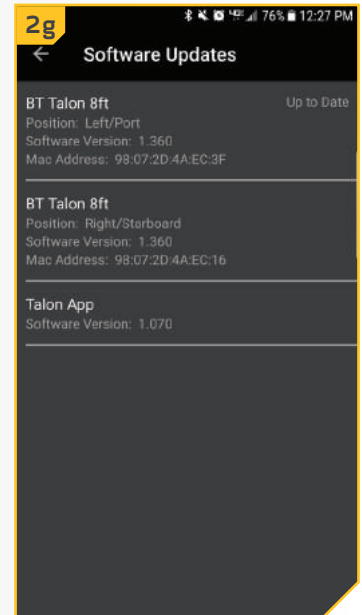 2g
76% 12:27 PM
Software Updates
BT Talon 8ft Up to Date
Position: Left/Port
Software Version: 1.360
Mac Address: 98:07:2D:4A:EC:3F
BT Talon 8ft
Position: Right/Starboard
Software Version: 1.360
Mac Address: 98:07:2D:4A:EC:16
Talon App
Software Version: 1.070